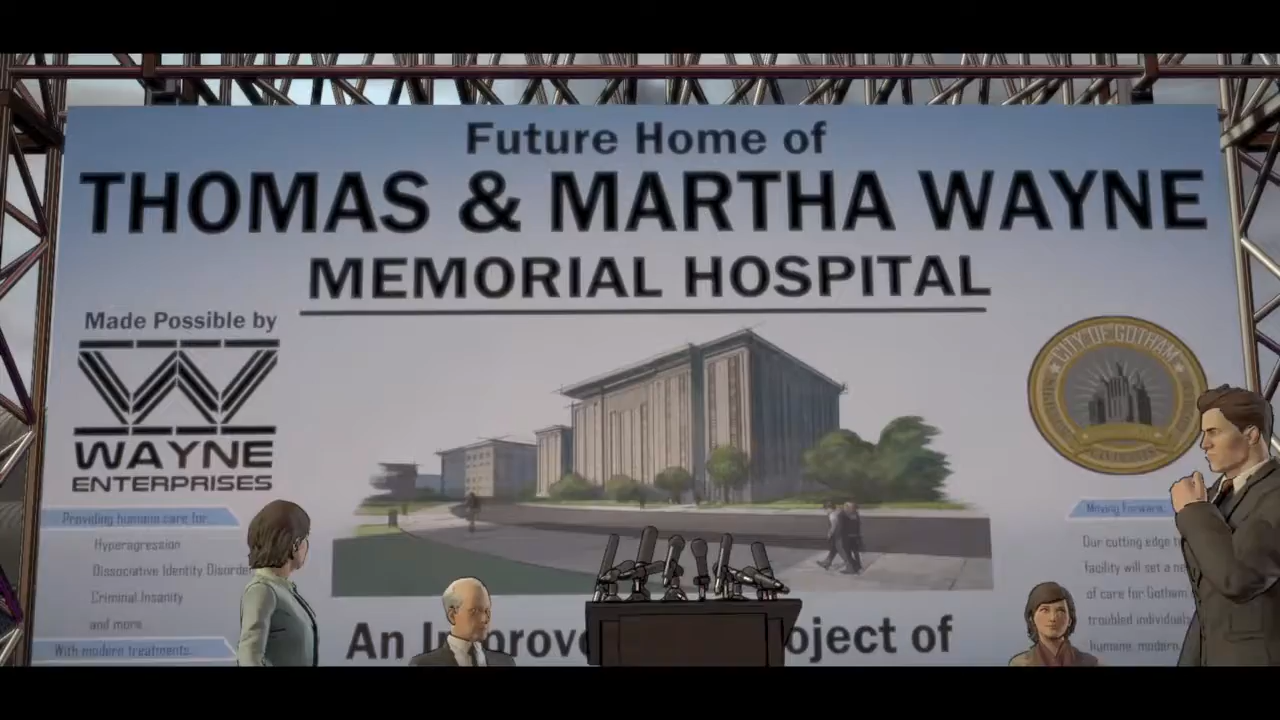 Future Home of
THOMAS & MARTHA WAYNE
MEMORIAL HOSPITAL
Made Possible by
WAYNE
ENTERPRISES
CITY OF GOTHAM
Providing humane care for...
Hyperagression
Dissociative Identity Disorder
Criminal Insanity
and more...
With modern treatments...
Moving Forward.
Our cutting edge
facility will set a
of care for Gotham
troubled individuals
humane, modern
An
oject of